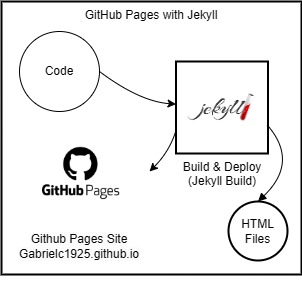 GitHub Pages with Jekyll
Code
jekyll
Build & Deploy
(Jekyll Build)
GitHub Pages
HTML
Files
Github Pages Site
Gabrielc1925.github.io